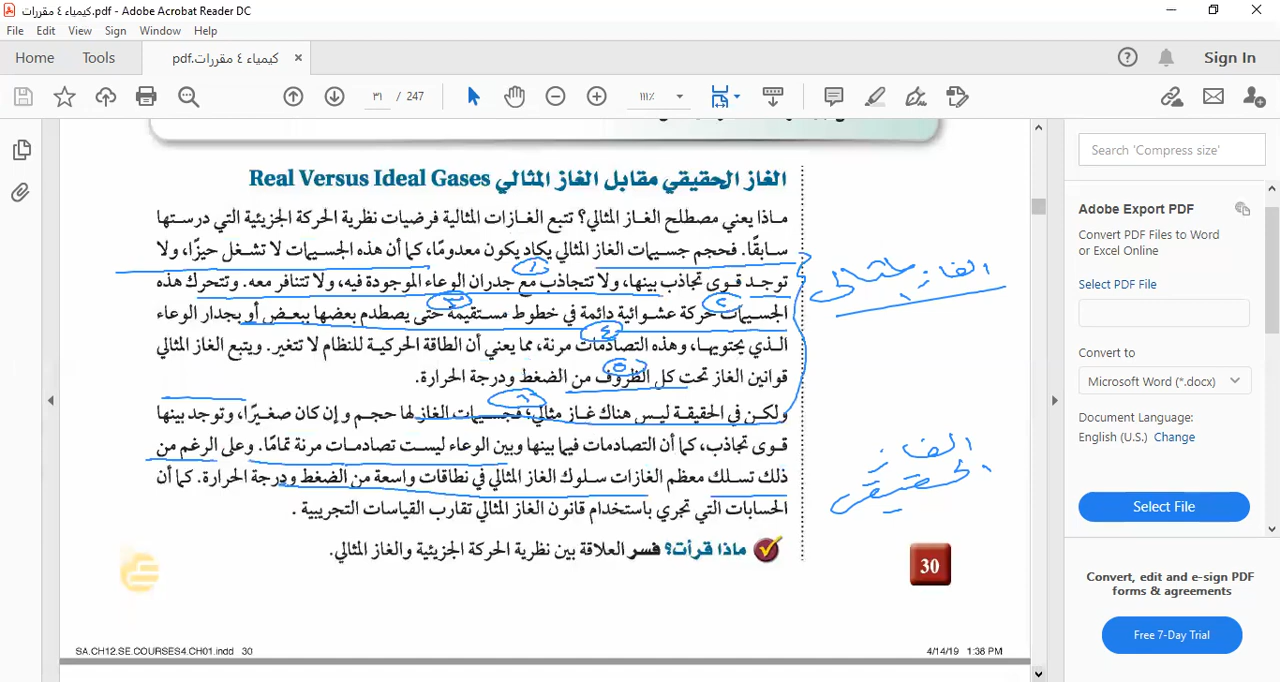 كيمياء ٤ مقررات.pdf - Adobe Acrobat Reader DC
File Edit View Sign Window Help
Home Tools كيمياء ٤ مقررات.pdf × Sign In
٣١ / 247 ١١١٪
الغاز الحقيقي مقابل الغاز المثالي Real Versus Ideal Gases
ماذا يعني مصطلح الغاز المثالي؟ تتبع الغازات المثالية فرضيات نظرية الحركة الجزيئية التي درستها
سابقًا. فحجم جسيمات الغاز المثالي يكاد يكون معدومًا، كما أن هذه الجسيمات لا تشغل حيزًا، ولا
توجد قوى تجاذب بينها، ولا تتجاذب مع جدران الوعاء الموجودة فيه، ولا تتنافر معه. وتتحرك هذه
الجسيمات حركة عشوائية دائمة في خطوط مستقيمة حتى يصطدم بعضها ببعض أو بجدار الوعاء
الذي يحتويها، وهذه التصادمات مرنة، مما يعني أن الطاقة الحركية للنظام لا تتغير. ويتبع الغاز المثالي
قوانين الغاز تحت كل الظروف من الضغط ودرجة الحرارة.
ولكن في الحقيقة ليس هناك غاز مثالي؛ فجسيمات الغاز لها حجم وإن كان صغيرًا، وتوجد بينها
قوى تجاذب، كما أن التصادمات فيما بينها وبين الوعاء ليست تصادمات مرنة تمامًا. وعلى الرغم من
ذلك تسلك معظم الغازات سلوك الغاز المثالي في نطاقات واسعة من الضغط ودرجة الحرارة. كما أن
الحسابات التي تجري باستخدام قانون الغاز المثالي تقارب القياسات التجريبية .
ماذا قرأت؟ فسر العلاقة بين نظرية الحركة الجزيئية والغاز المثالي.
١
٢
٣
٤
٥
٦
الغاز المثالي
الغاز
الحقيقي
30
SA.CH12.SE.COURSES4.CH01.indd 30 4/14/19 1:38 PM
Search 'Compress size'
Adobe Export PDF
Convert PDF Files to Word
or Excel Online
Select PDF File
Convert to
Microsoft Word (*.docx)
Document Language:
English (U.S.) Change
Select File
Convert, edit and e-sign PDF
forms & agreements
Free 7-Day Trial